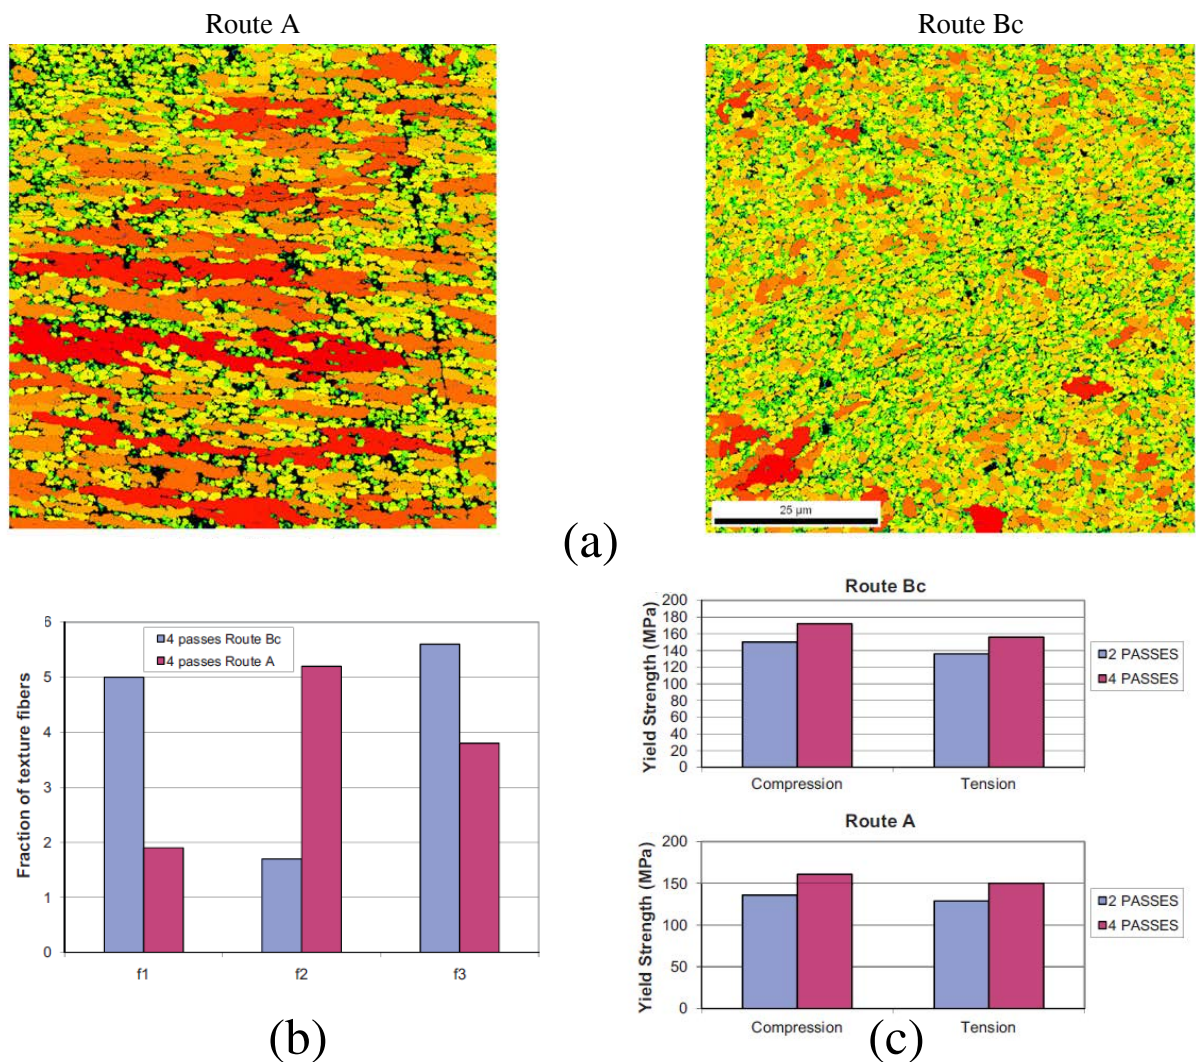 Route A
Route Bc
25 µm
(a)
6
5
4
3
2
1
0
Fraction of texture fibers
4 passes Route Bc
4 passes Route A
f1
f2
f3
(b)
Route Bc
Yield Strength (MPa)
200
180
160
140
120
100
80
60
40
20
0
Compression
Tension
2 PASSES
4 PASSES
Route A
Yield Strength (MPa)
200
150
100
50
0
Compression
Tension
2 PASSES
4 PASSES
(c)